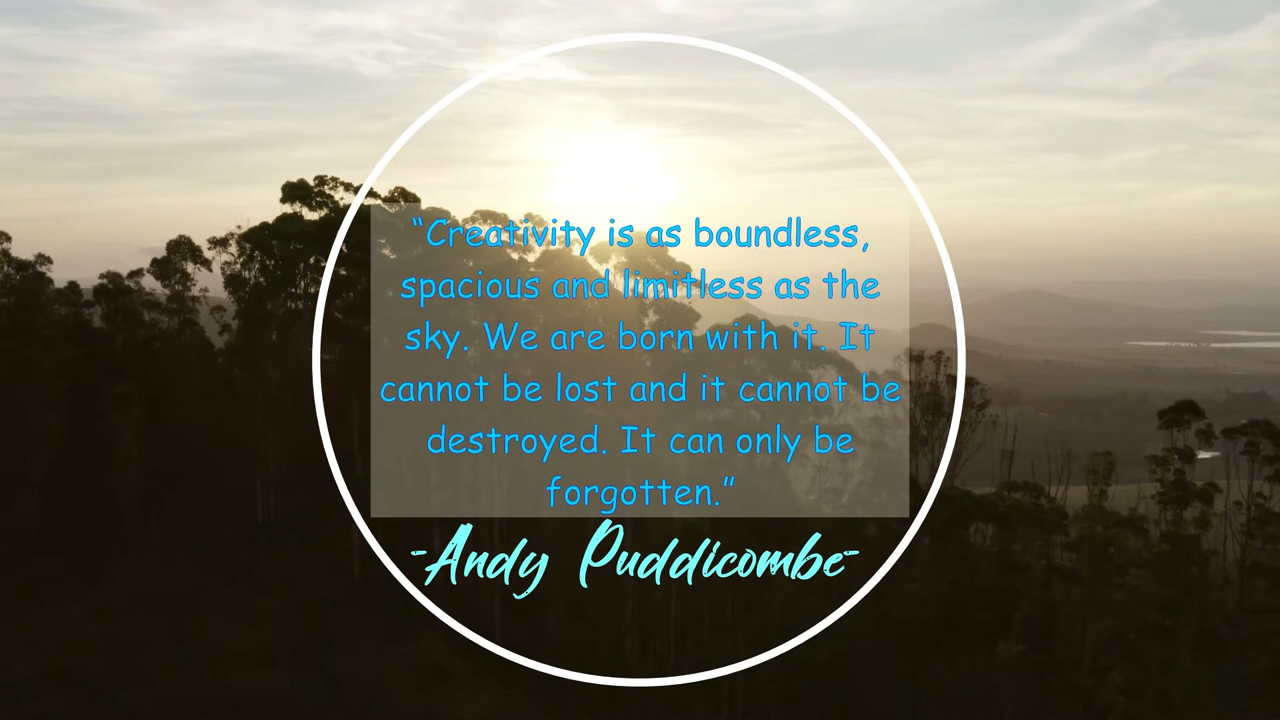 “Creativity is as boundless,
spacious and limitless as the
sky. We are born with it. It
cannot be lost and it cannot be
destroyed. It can only be
forgotten.”
-Andy Puddicombe-